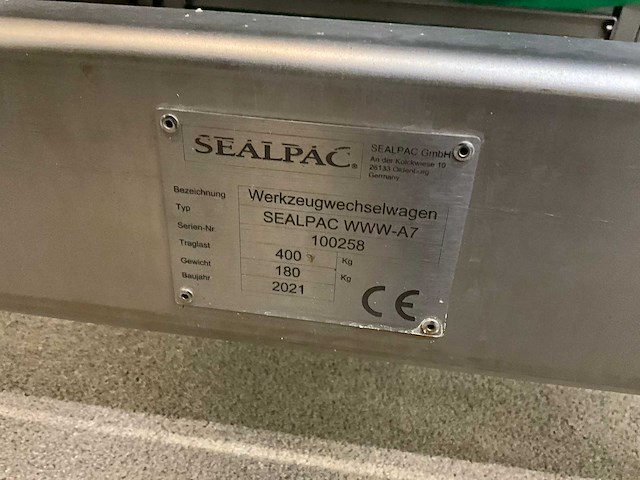 SEALPAC®
SEALPAC GmbH
An der Kolckwiese 10
26133 Oldenburg
Germany
Bezeichnung Werkzeugwechselwagen
Typ SEALPAC WWW-A7
Serien-Nr 100258
Traglast 400 Kg
Gewicht 180 Kg
Baujahr 2021
CE